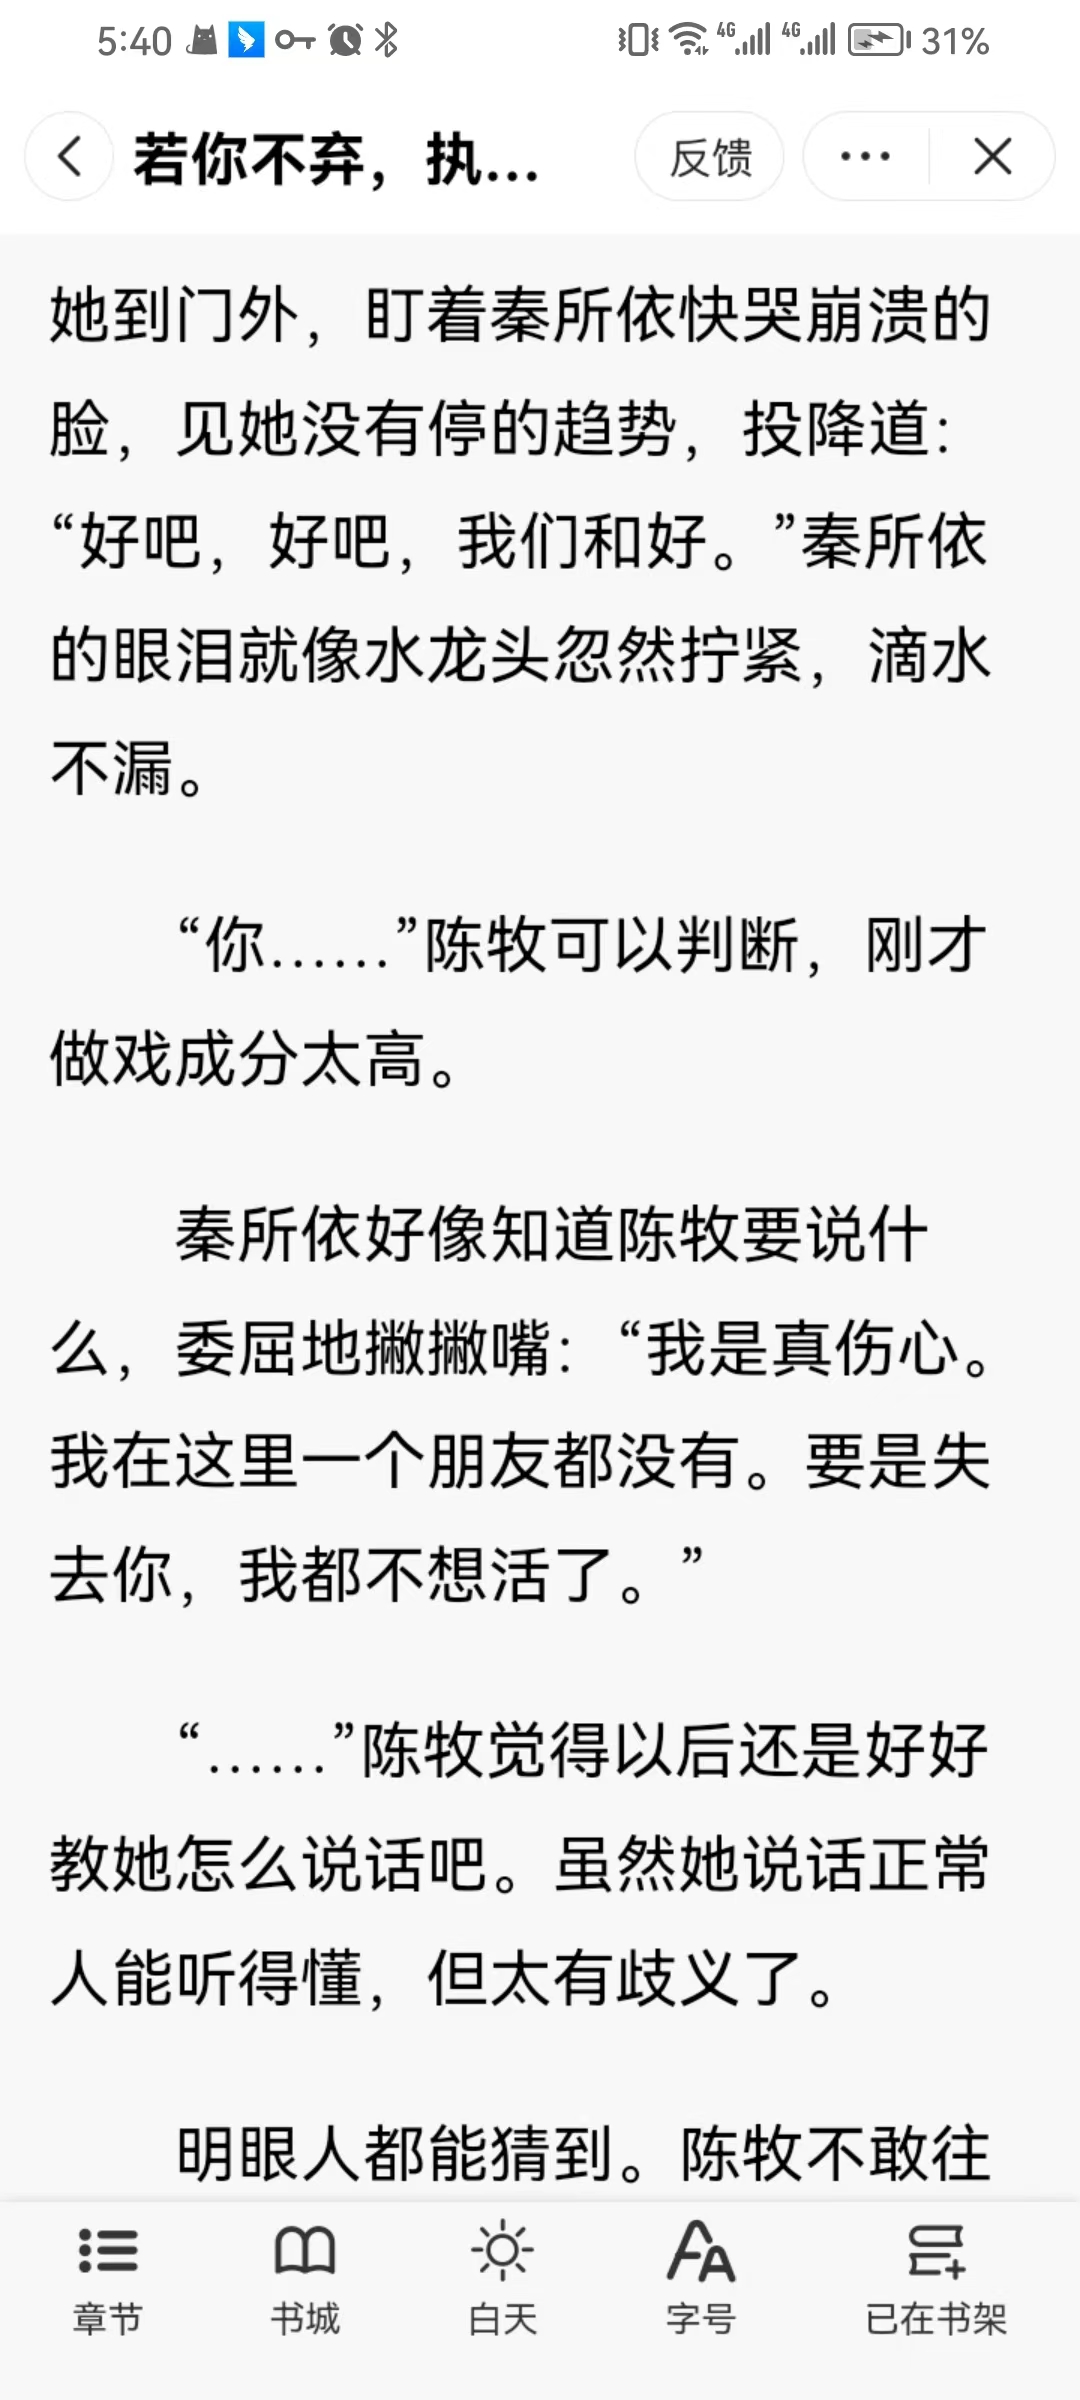 5:40
4G
4G
31%
若你不弃，执...
反馈
她到门外，盯着秦所依快哭崩溃的
脸，见她没有停的趋势，投降道：
“好吧，好吧，我们和好。”秦所依
的眼泪就像水龙头忽然拧紧，滴水
不漏。
“你……”陈牧可以判断，刚才
做戏成分太高。
秦所依好像知道陈牧要说什
么，委屈地撇撇嘴：“我是真伤心。
我在这里一个朋友都没有。要是失
去你，我都不想活了。”
“……”陈牧觉得以后还是好好
教她怎么说话吧。虽然她说话正常
人能听得懂，但太有歧义了。
明眼人都能猜到。陈牧不敢往
章节
书城
白天
字号
已在书架